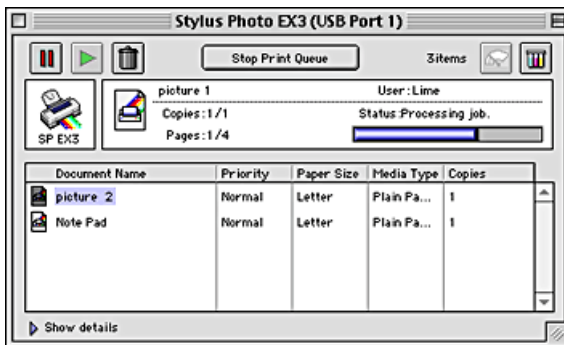 Stylus Photo EX3 (USB Port 1)
Stop Print Queue
3items
SP EX3
picture 1
User:Lime
Copies:1/1
Status:Processing job.
Pages:1/4
Document Name Priority Paper Size Media Type Copies
picture 2 Normal Letter Plain Pa... 1
Note Pad Normal Letter Plain Pa... 1
Show details